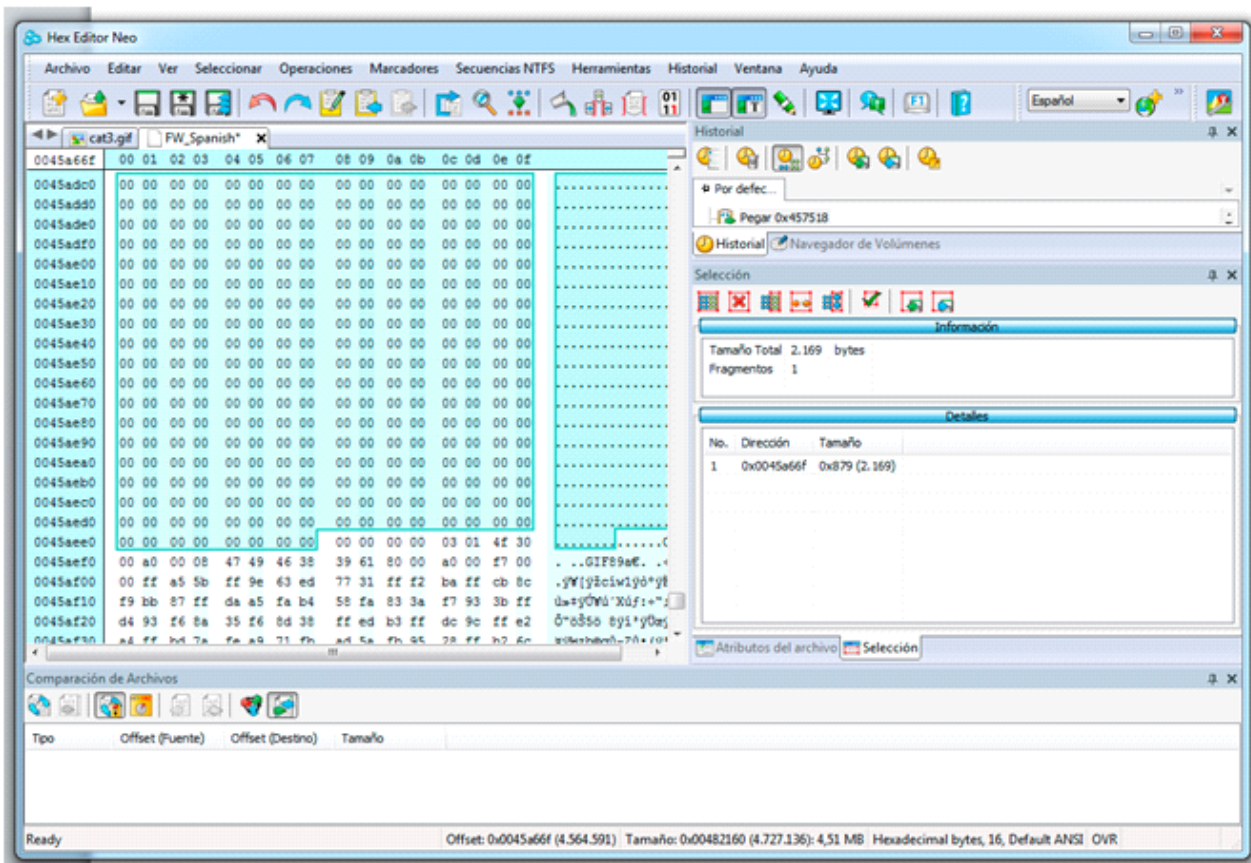 Hex Editor Neo
Archivo Editar Ver Seleccionar Operaciones Marcadores Secuencias NTFS Herramientas Historial Ventana Ayuda
Español
cat3.gif FW_Spanish* x
Historial
0045a66f 00 01 02 03 04 05 06 07 08 09 0a 0b 0c 0d 0e 0f
0045adc0 00 00 00 00 00 00 00 00 00 00 00 00 00 00 00 00 ................
0045add0 00 00 00 00 00 00 00 00 00 00 00 00 00 00 00 00 ................
0045ade0 00 00 00 00 00 00 00 00 00 00 00 00 00 00 00 00 ................
0045adf0 00 00 00 00 00 00 00 00 00 00 00 00 00 00 00 00 ................
0045ae00 00 00 00 00 00 00 00 00 00 00 00 00 00 00 00 00 ................
0045ae10 00 00 00 00 00 00 00 00 00 00 00 00 00 00 00 00 ................
0045ae20 00 00 00 00 00 00 00 00 00 00 00 00 00 00 00 00 ................
0045ae30 00 00 00 00 00 00 00 00 00 00 00 00 00 00 00 00 ................
0045ae40 00 00 00 00 00 00 00 00 00 00 00 00 00 00 00 00 ................
0045ae50 00 00 00 00 00 00 00 00 00 00 00 00 00 00 00 00 ................
0045ae60 00 00 00 00 00 00 00 00 00 00 00 00 00 00 00 00 ................
0045ae70 00 00 00 00 00 00 00 00 00 00 00 00 00 00 00 00 ................
0045ae80 00 00 00 00 00 00 00 00 00 00 00 00 00 00 00 00 ................
0045ae90 00 00 00 00 00 00 00 00 00 00 00 00 00 00 00 00 ................
0045aea0 00 00 00 00 00 00 00 00 00 00 00 00 00 00 00 00 ................
0045aeb0 00 00 00 00 00 00 00 00 00 00 00 00 00 00 00 00 ................
0045aec0 00 00 00 00 00 00 00 00 00 00 00 00 00 00 00 00 ................
0045aed0 00 00 00 00 00 00 00 00 00 00 00 00 00 00 00 00 ................
0045aee0 00 00 00 00 00 00 00 00 00 00 00 00 03 01 4f 30
0045aef0 00 a0 00 08 47 49 46 38 39 61 80 00 a0 00 f7 00 . ..GIF89a€.
0045af00 00 ff a5 5b ff 9e 63 ed 77 31 ff f2 ba ff cb 8c
0045af10 f9 bb 87 ff da a5 fa b4 58 fa 83 3a f7 93 3b ff
0045af20 d4 93 f6 8a 35 f6 8d 38 ff ed b3 ff dc 9c ff e2
0045af30 a4 ff bd 7a fe a9 71 fb ad 5a fb 95 28 ff b2 6c
Por defec...
Pegar 0x457518
Historial Navegador de Volúmenes
Selección
Información
Tamaño Total 2.169 bytes
Fragmentos 1
Detalles
No. Dirección Tamaño
1 0x0045a66f 0x879 (2.169)
Atributos del archivo Selección
Comparación de Archivos
Tipo Offset (Fuente) Offset (Destino) Tamaño
Ready Offset: 0x0045a66f (4.564.591) Tamaño: 0x00482160 (4.727.136): 4,51 MB Hexadecimal bytes, 16, Default ANSI OVR